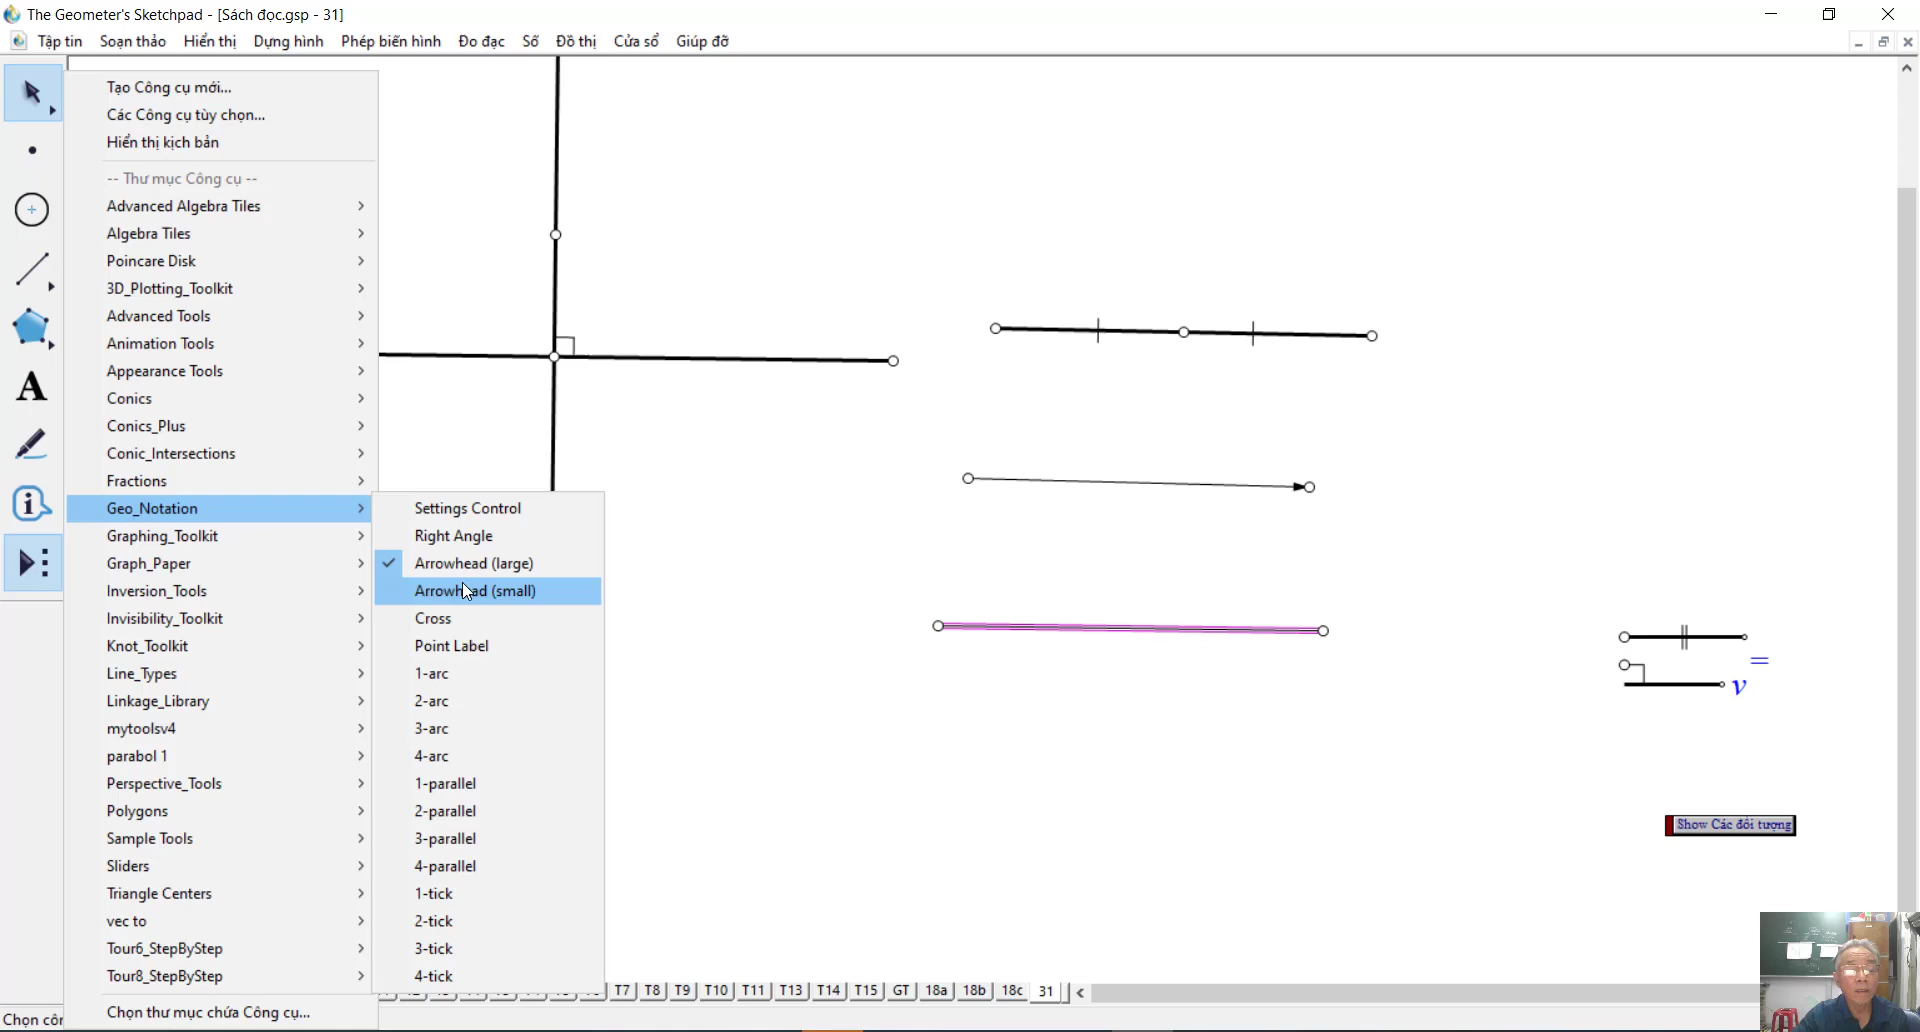 The Geometer's Sketchpad - [Sách đọc.gsp - 31]
Tập tin Soạn thảo Hiển thị Dựng hình Phép biến hình Đo đạc Số Đồ thị Cửa sổ Giúp đỡ
Tạo Công cụ mới...
Các Công cụ tùy chọn...
Hiển thị kịch bản
-- Thư mục Công cụ --
Advanced Algebra Tiles
Algebra Tiles
Poincare Disk
3D_Plotting_Toolkit
Advanced Tools
Animation Tools
Appearance Tools
Conics
Conics_Plus
Conic_Intersections
Fractions
Geo_Notation
Graphing_Toolkit
Graph_Paper
Inversion_Tools
Invisibility_Toolkit
Knot_Toolkit
Line_Types
Linkage_Library
mytoolsv4
parabol 1
Perspective_Tools
Polygons
Sample Tools
Sliders
Triangle Centers
vec to
Tour6_StepByStep
Tour8_StepByStep
Chọn thư mục chứa Công cụ...
Settings Control
Right Angle
Arrowhead (large)
Arrowhead (small)
Cross
Point Label
1-arc
2-arc
3-arc
4-arc
1-parallel
2-parallel
3-parallel
4-parallel
1-tick
2-tick
3-tick
4-tick
A
=
v
Show Các đối tượng
T7 T8 T9 T10 T11 T13 T14 T15 GT 18a 18b 18c 31
Chọn